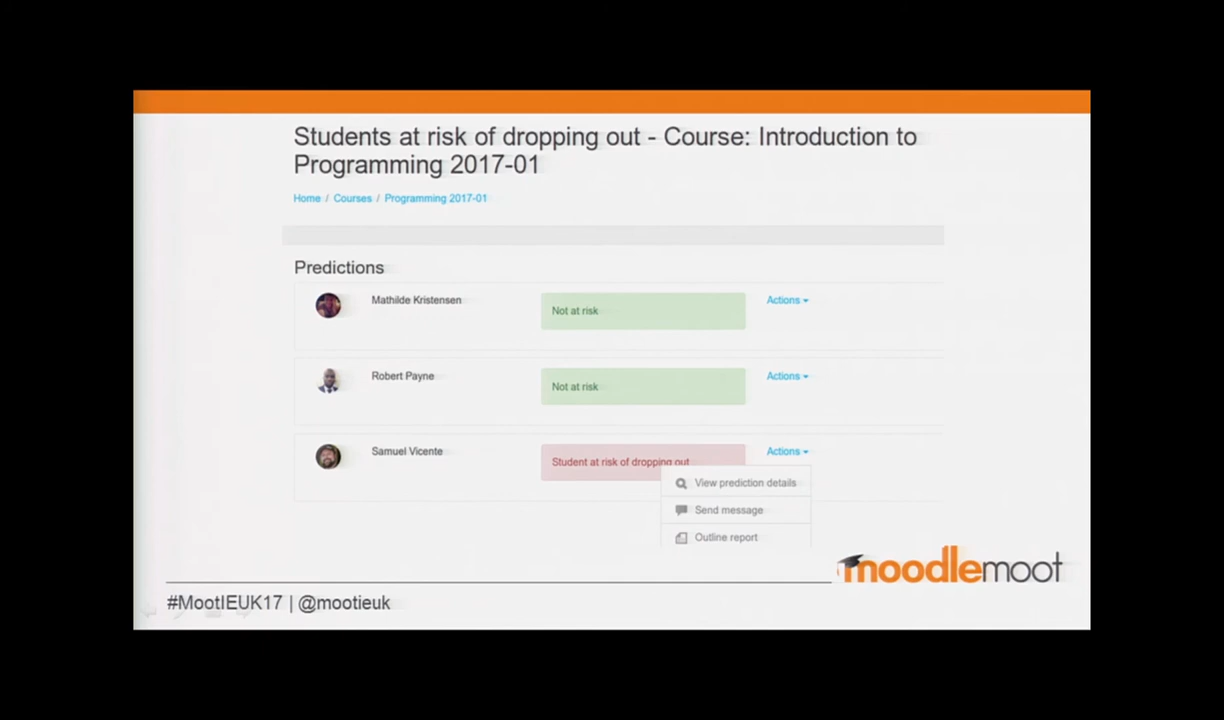 Students at risk of dropping out - Course: Introduction to
Programming 2017-01
Home / Courses / Programming 2017-01
Predictions
Mathilde Kristensen
Not at risk
Actions
Robert Payne
Not at risk
Actions
Samuel Vicente
Student at risk of dropping out
Actions
View prediction details
Send message
Outline report
moodlemoot
#MootIEUK17 | @mootieuk